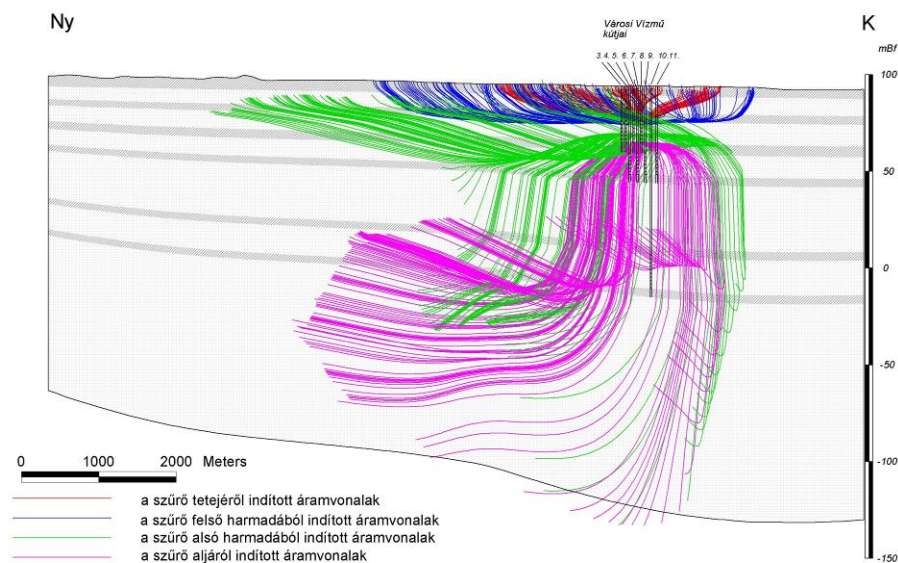 Ny
Városi Vízmű
kútjai
K
3.4. 5. 6. 7. 8. 9. 10.11.
mBf
100
50
0
-50
-100
-150
0 1000 2000 Meters
a szűrő tetejéről indított áramvonalak
a szűrő felső harmadából indított áramvonalak
a szűrő alsó harmadából indított áramvonalak
a szűrő aljáról indított áramvonalak